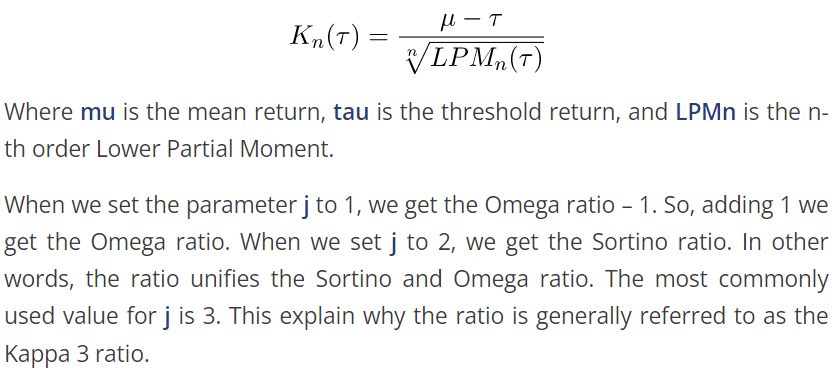 Kₙ(τ) = (μ − τ) / ⁿ√LPMₙ(τ)
Where mu is the mean return, tau is the threshold return, and LPMn is the n-
th order Lower Partial Moment.
When we set the parameter j to 1, we get the Omega ratio – 1. So, adding 1 we
get the Omega ratio. When we set j to 2, we get the Sortino ratio. In other
words, the ratio unifies the Sortino and Omega ratio. The most commonly
used value for j is 3. This explain why the ratio is generally referred to as the
Kappa 3 ratio.